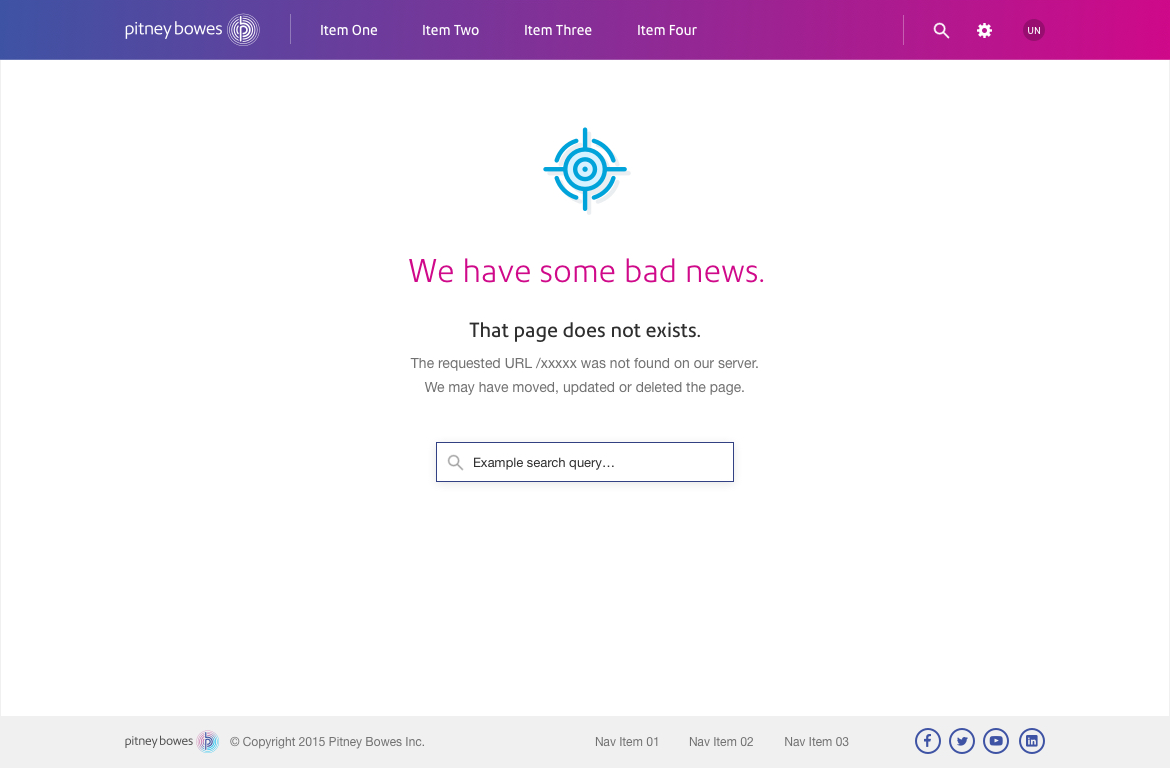 pitney bowes
Item One
Item Two
Item Three
Item Four
UN
We have some bad news.
That page does not exists.
The requested URL /xxxxx was not found on our server.
We may have moved, updated or deleted the page.
Example search query…
pitney bowes
© Copyright 2015 Pitney Bowes Inc.
Nav Item 01
Nav Item 02
Nav Item 03